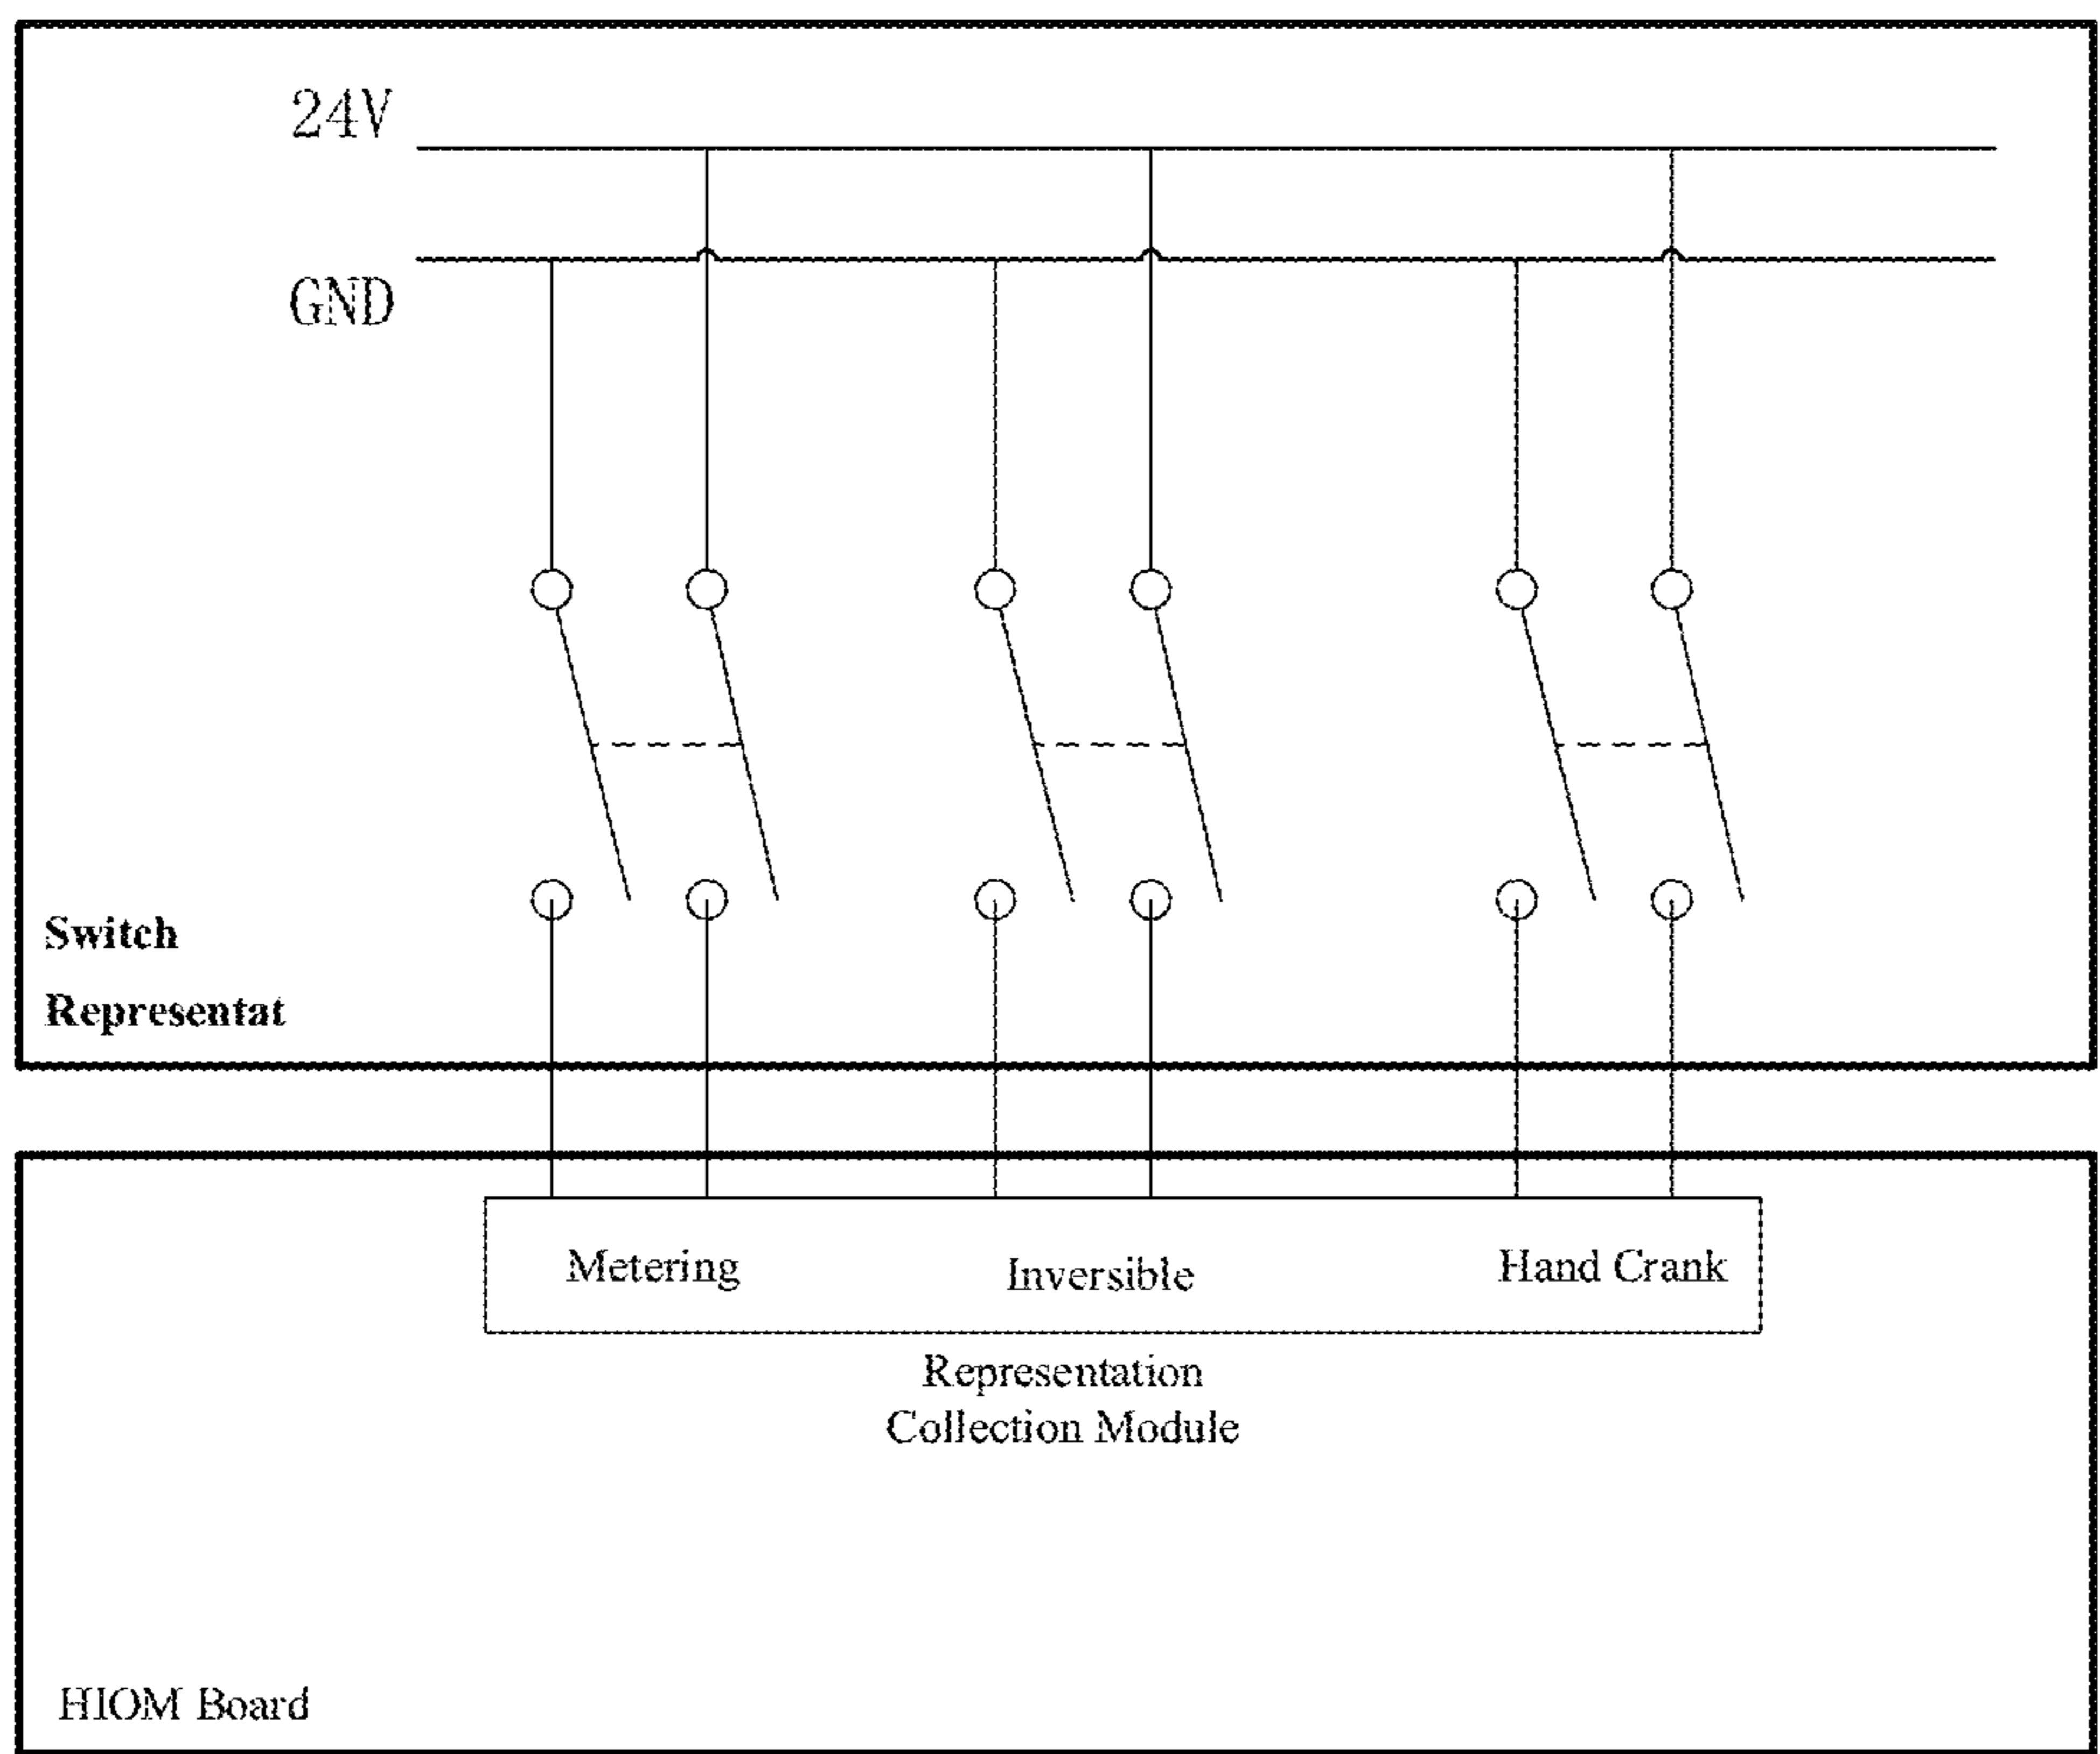 24V
GND
Switch
Representat
Metering
Inversible
Hand Crank
Representation
Collection Module
HIOM Board